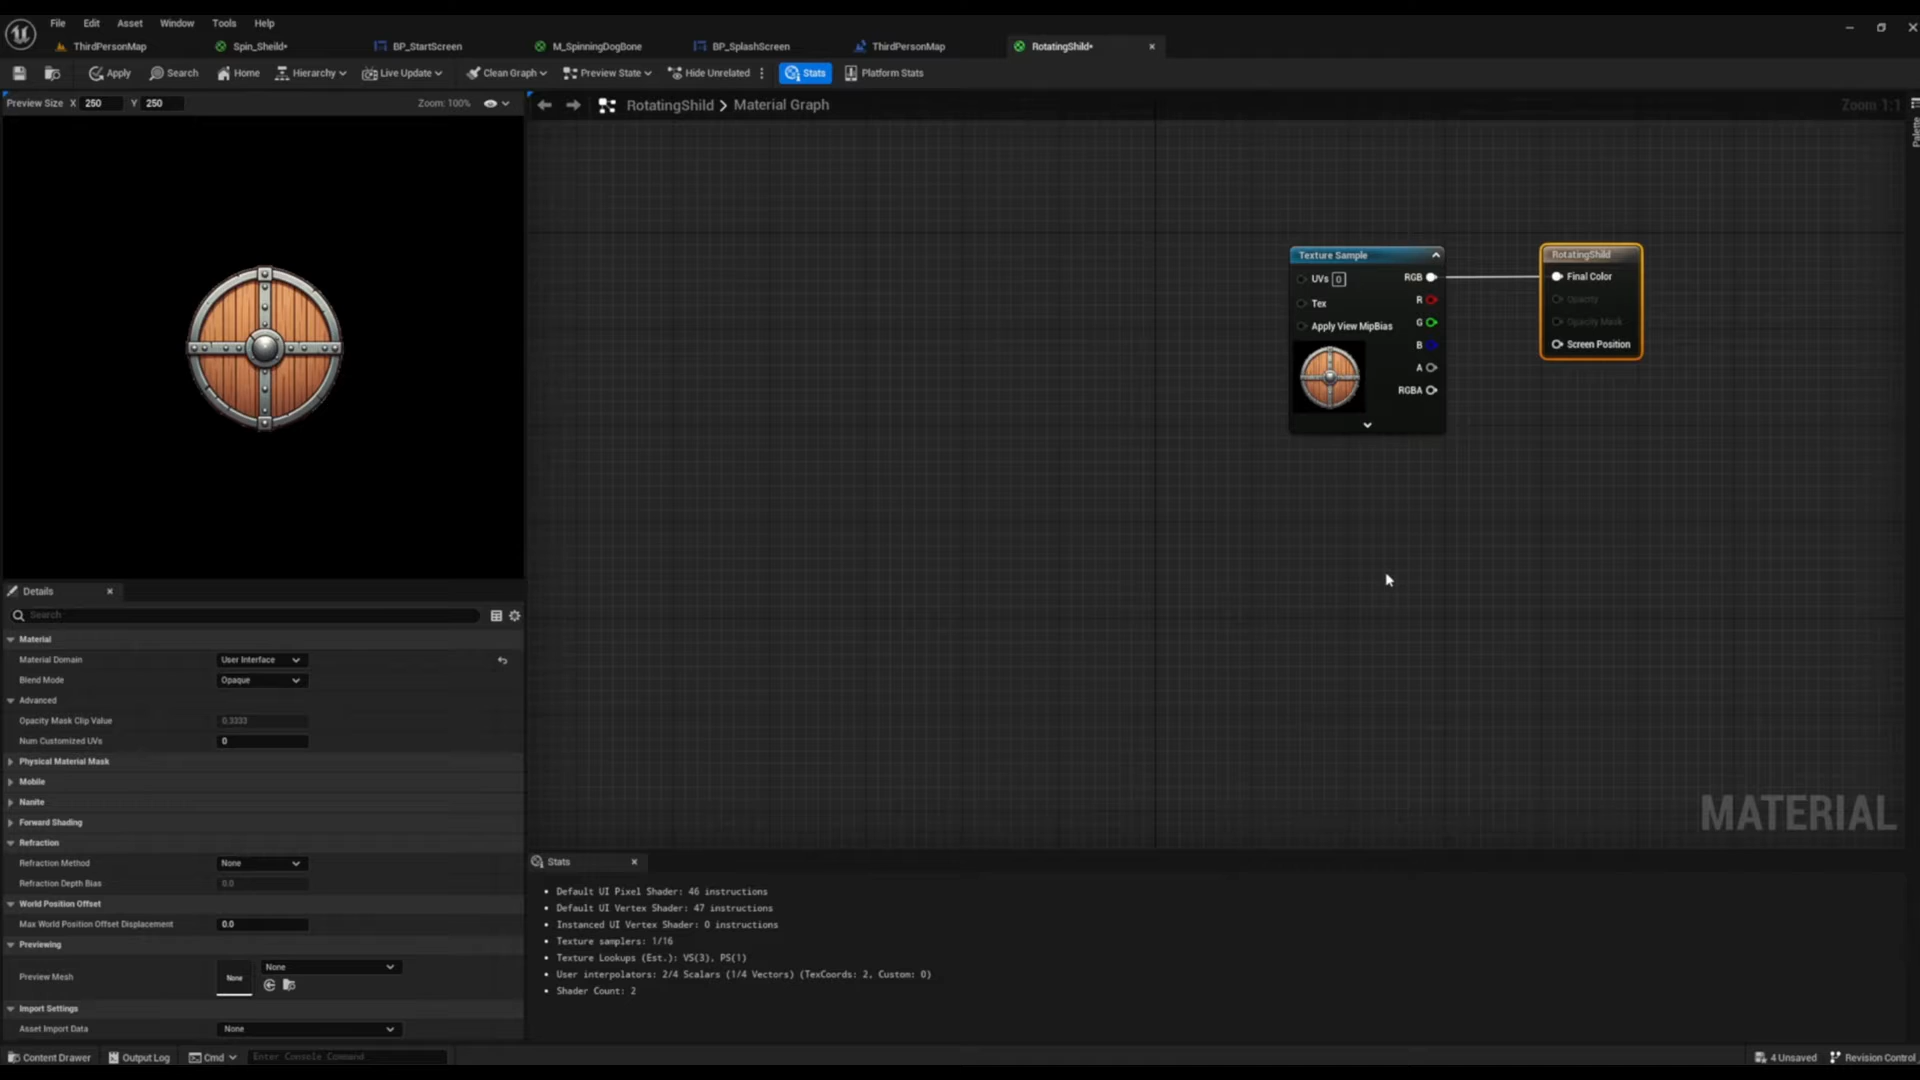 File Edit Asset Window Tools Help
ThirdPersonMap Spin_Sheild* BP_StartScreen M_SpinningDogBone BP_SplashScreen ThirdPersonMap RotatingShild*
Apply Search Home Hierarchy Live Update Clean Graph Preview State Hide Unrelated Stats Platform Stats
Preview Size X 250 Y 250 Zoom: 100%
RotatingShild > Material Graph Zoom 1:1
Palette
Texture Sample
UVs 0 RGB
R
Tex
G
Apply View MipBias
B
A
RGBA
RotatingShild
Final Color
Opacity
Opacity Mask
Screen Position
MATERIAL
Details
Search
Material
Material Domain User Interface
Blend Mode Opaque
Advanced
Opacity Mask Clip Value 0.3333
Num Customized UVs 0
Physical Material Mask
Mobile
Nanite
Forward Shading
Refraction
Refraction Method None
Refraction Depth Bias 0.0
World Position Offset
Max World Position Offset Displacement 0.0
Previewing
Preview Mesh None None
Import Settings
Asset Import Data None
Stats
Default UI Pixel Shader: 46 instructions
Default UI Vertex Shader: 47 instructions
Instanced UI Vertex Shader: 0 instructions
Texture samplers: 1/16
Texture Lookups (Est.): VS(3), PS(1)
User interpolators: 2/4 Scalars (1/4 Vectors) (TexCoords: 2, Custom: 0)
Shader Count: 2
Content Drawer Output Log Cmd Enter Console Command 4 Unsaved Revision Control